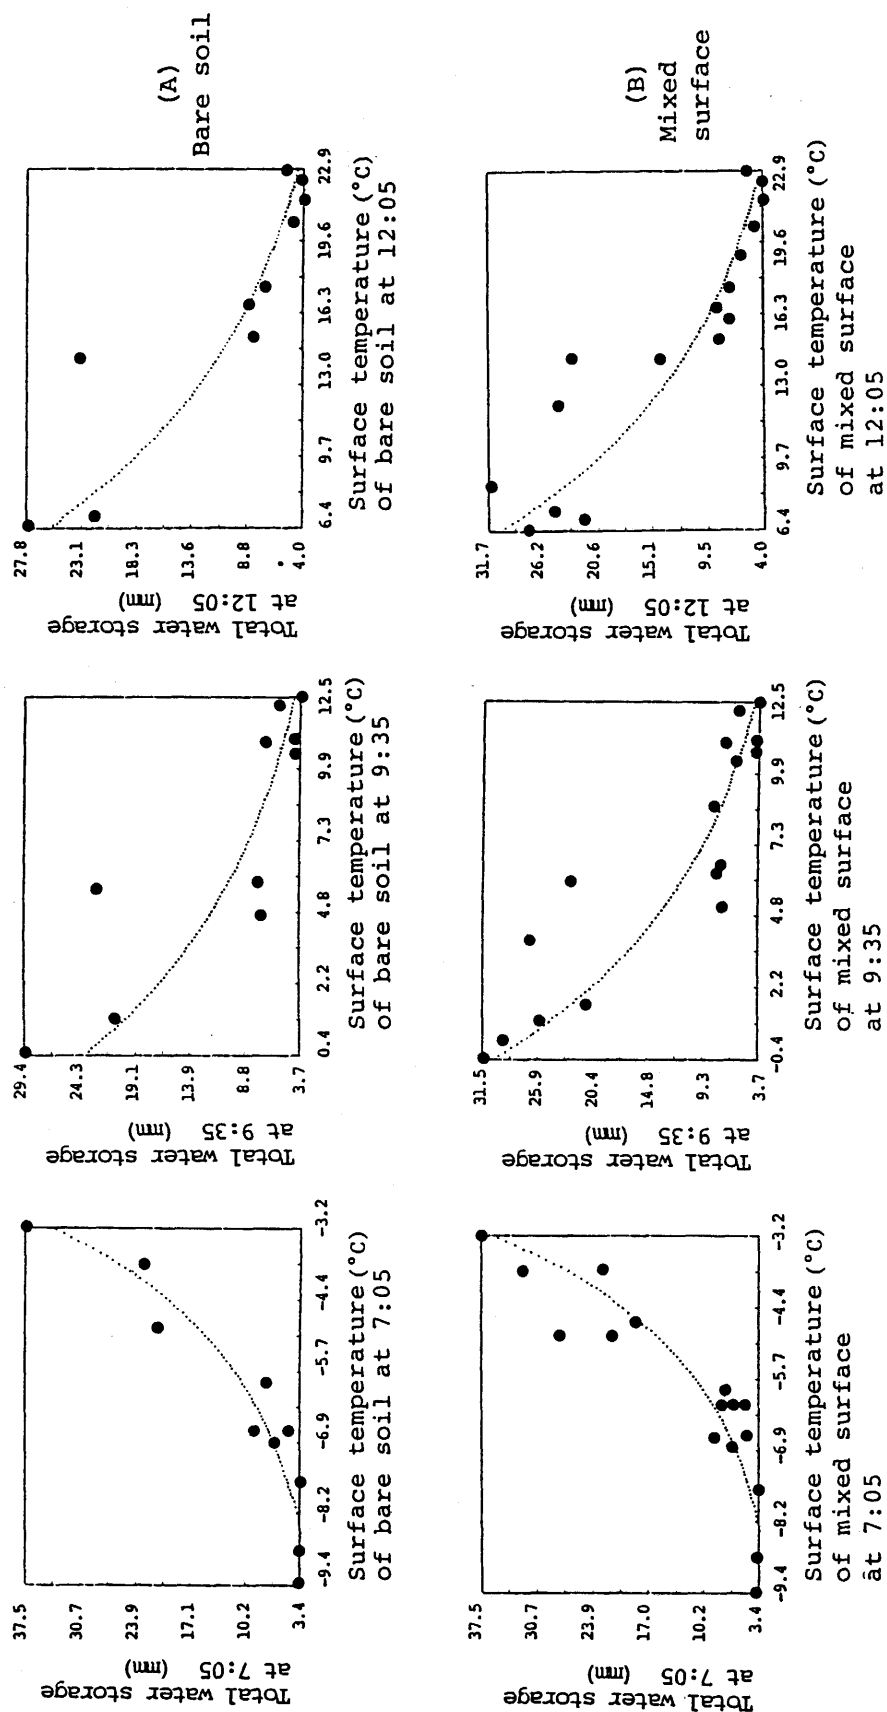 Total water storage
at 7:05 (mm)
37.5
30.7
23.9
17.1
10.2
3.4
-9.4 -8.2 -6.9 -5.7 -4.4 -3.2
Surface temperature(°C)
of bare soil at 7:05
Total water storage
at 9:35 (mm)
29.4
24.3
19.1
13.9
8.8
3.7
0.4 2.2 4.8 7.3 9.9 12.5
Surface temperature(°C)
of bare soil at 9:35
Total water storage
at 12:05 (mm)
27.8
23.1
18.3
13.6
8.8
4.0
6.4 9.7 13.0 16.3 19.6 22.9
Surface temperature(°C)
of bare soil at 12:05
(A)
Bare soil
Total water storage
at 7:05 (mm)
37.5
30.7
23.9
17.0
10.2
3.4
-9.4 -8.2 -6.9 -5.7 -4.4 -3.2
Surface temperature(°C)
of mixed surface
at 7:05
Total water storage
at 9:35 (mm)
31.5
25.9
20.4
14.8
9.3
3.7
-0.4 2.2 4.8 7.3 9.9 12.5
Surface temperature(°C)
of mixed surface
at 9:35
Total water storage
at 12:05 (mm)
31.7
26.2
20.6
15.1
9.5
4.0
6.4 9.7 13.0 16.3 19.6 22.9
Surface temperature(°C)
of mixed surface
at 12:05
(B)
Mixed
surface